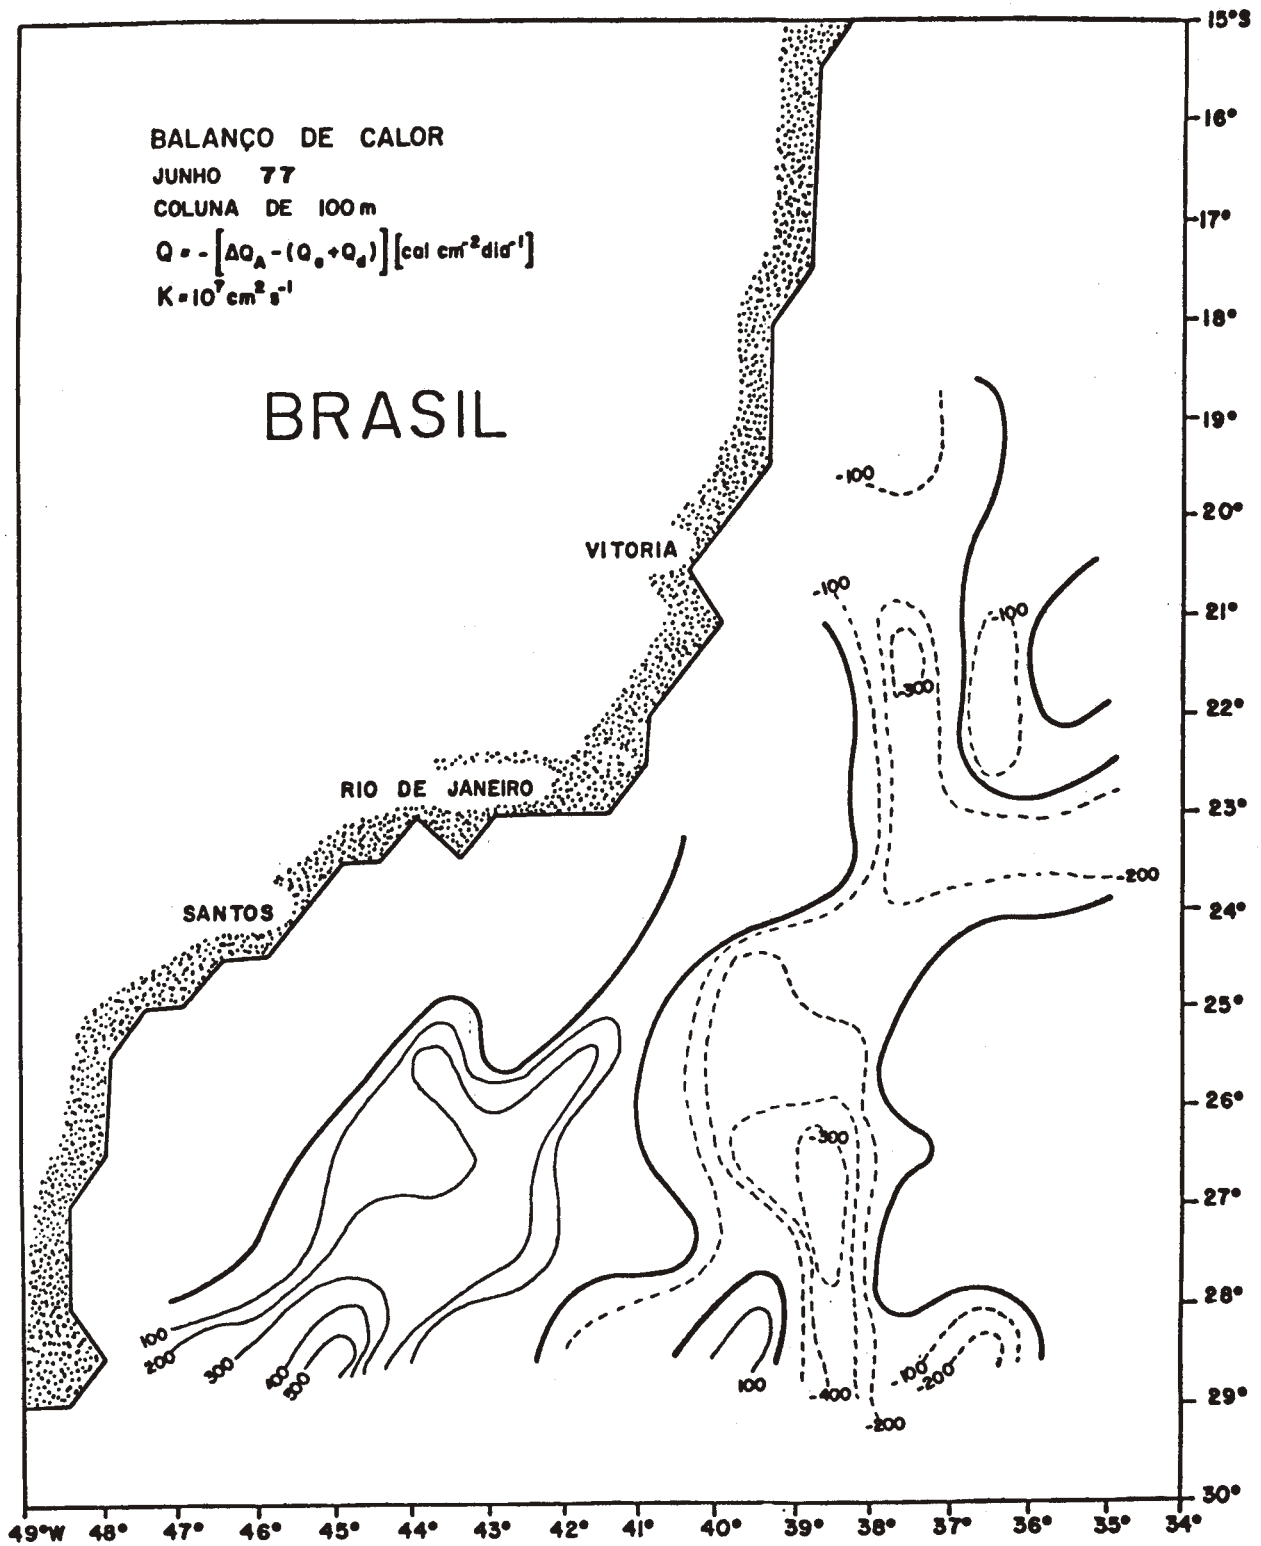 15°S
BALANÇO DE CALOR
JUNHO 77
COLUNA DE 100 m
Q = - [ΔQA - (Qe + Qd)] [cal cm-2 dia-1]
K = 10⁷ cm² s-¹
16°
17°
18°
BRASIL
19°
-100
20°
VITORIA
-100
21°
-100
-300
22°
RIO DE JANEIRO
23°
-200
SANTOS
24°
25°
26°
-300
27°
28°
100
200
300
400
500
100
-400
-100
-200
29°
-200
30°
49°W 48° 47° 46° 45° 44° 43° 42° 41° 40° 39° 38° 37° 36° 35° 34°